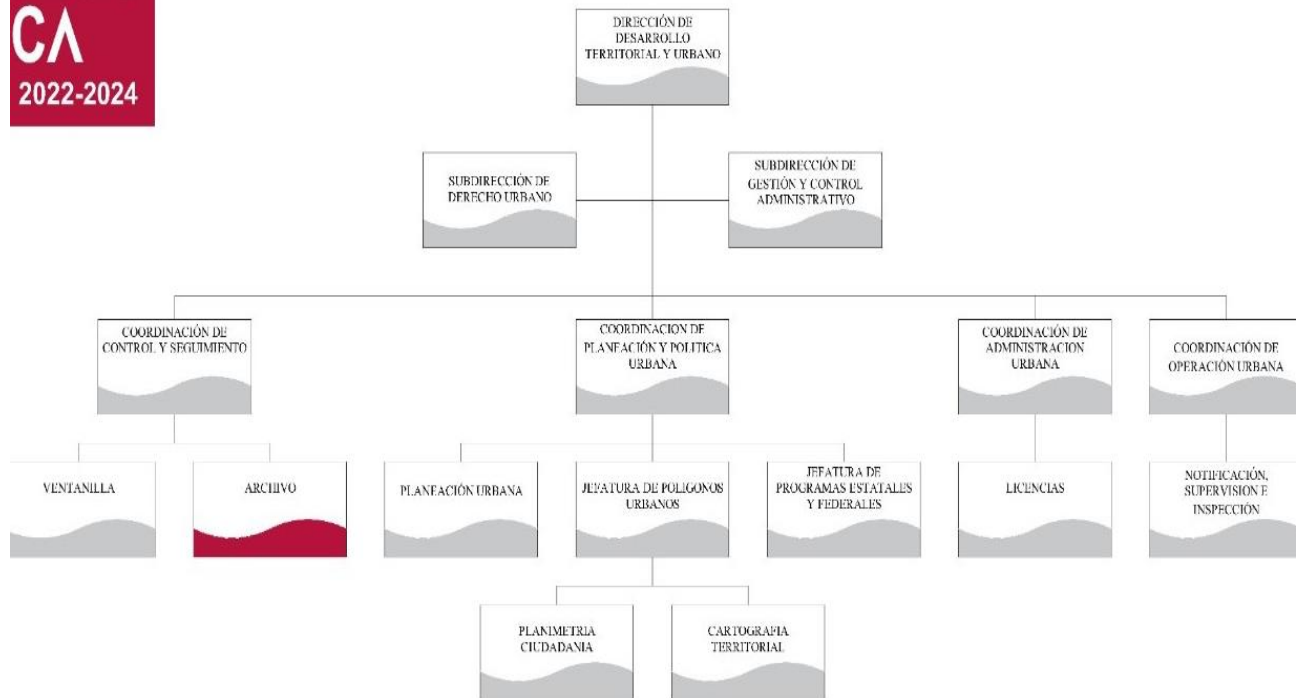 CA
2022-2024
DIRECCIÓN DE
DESARROLLO
TERRITORIAL Y URBANO
SUBDIRECCIÓN DE
DERECHO URBANO
SUBDIRECCIÓN DE
GESTIÓN Y CONTROL
ADMINISTRATIVO
COORDINACIÓN DE
CONTROL Y SEGUIMIENTO
COORDINACION DE
PLANEACIÓN Y POLITICA
URBANA
COORDINACIÓN DE
ADMINISTRACION
URBANA
COORDINACIÓN DE
OPERACIÓN URBANA
VENTANILLA
ARCHIVO
PLANEACIÓN URBANA
JEFATURA DE POLIGONOS
URBANOS
JEFATURA DE
PROGRAMAS ESTATALES
Y FEDERALES
LICENCIAS
NOTIFICACIÓN,
SUPERVISION E
INSPECCIÓN
PLANIMETRIA
CIUDADANIA
CARTOGRAFIA
TERRITORIAL